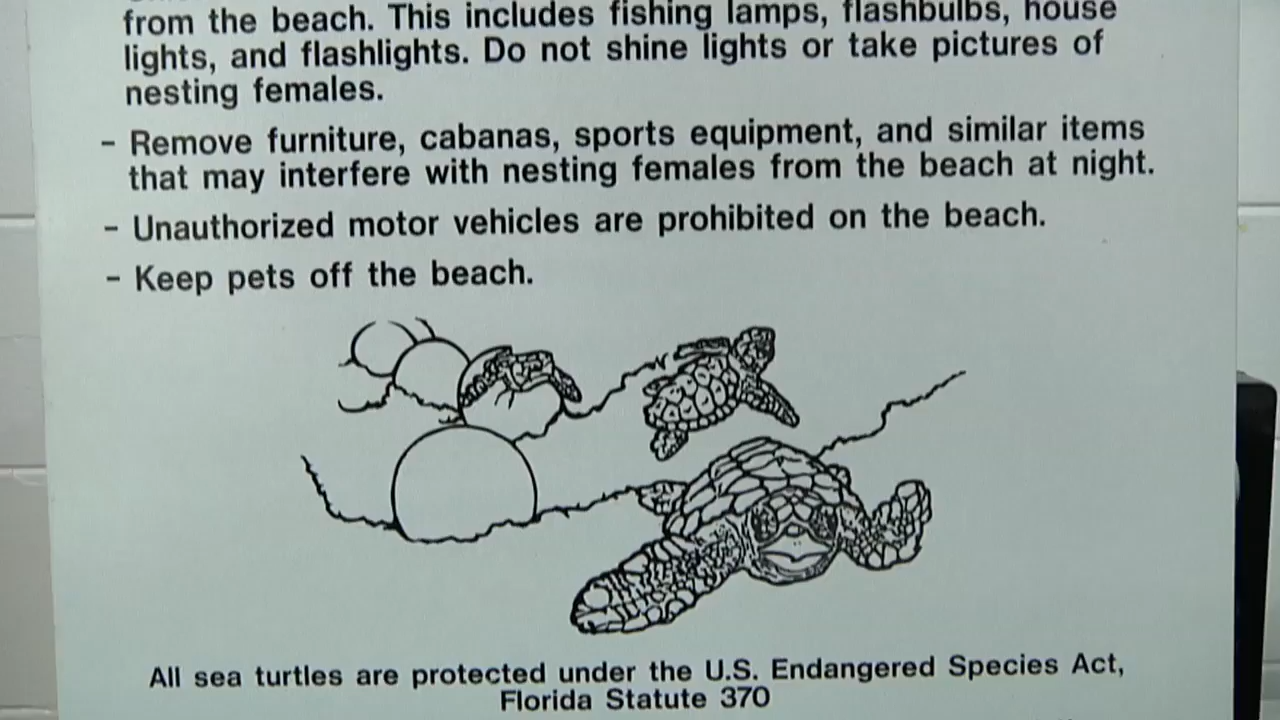 from the beach. This includes fishing lamps, flashbulbs, house
lights, and flashlights. Do not shine lights or take pictures of
nesting females.
- Remove furniture, cabanas, sports equipment, and similar items
that may interfere with nesting females from the beach at night.
- Unauthorized motor vehicles are prohibited on the beach.
- Keep pets off the beach.
All sea turtles are protected under the U.S. Endangered Species Act,
Florida Statute 370